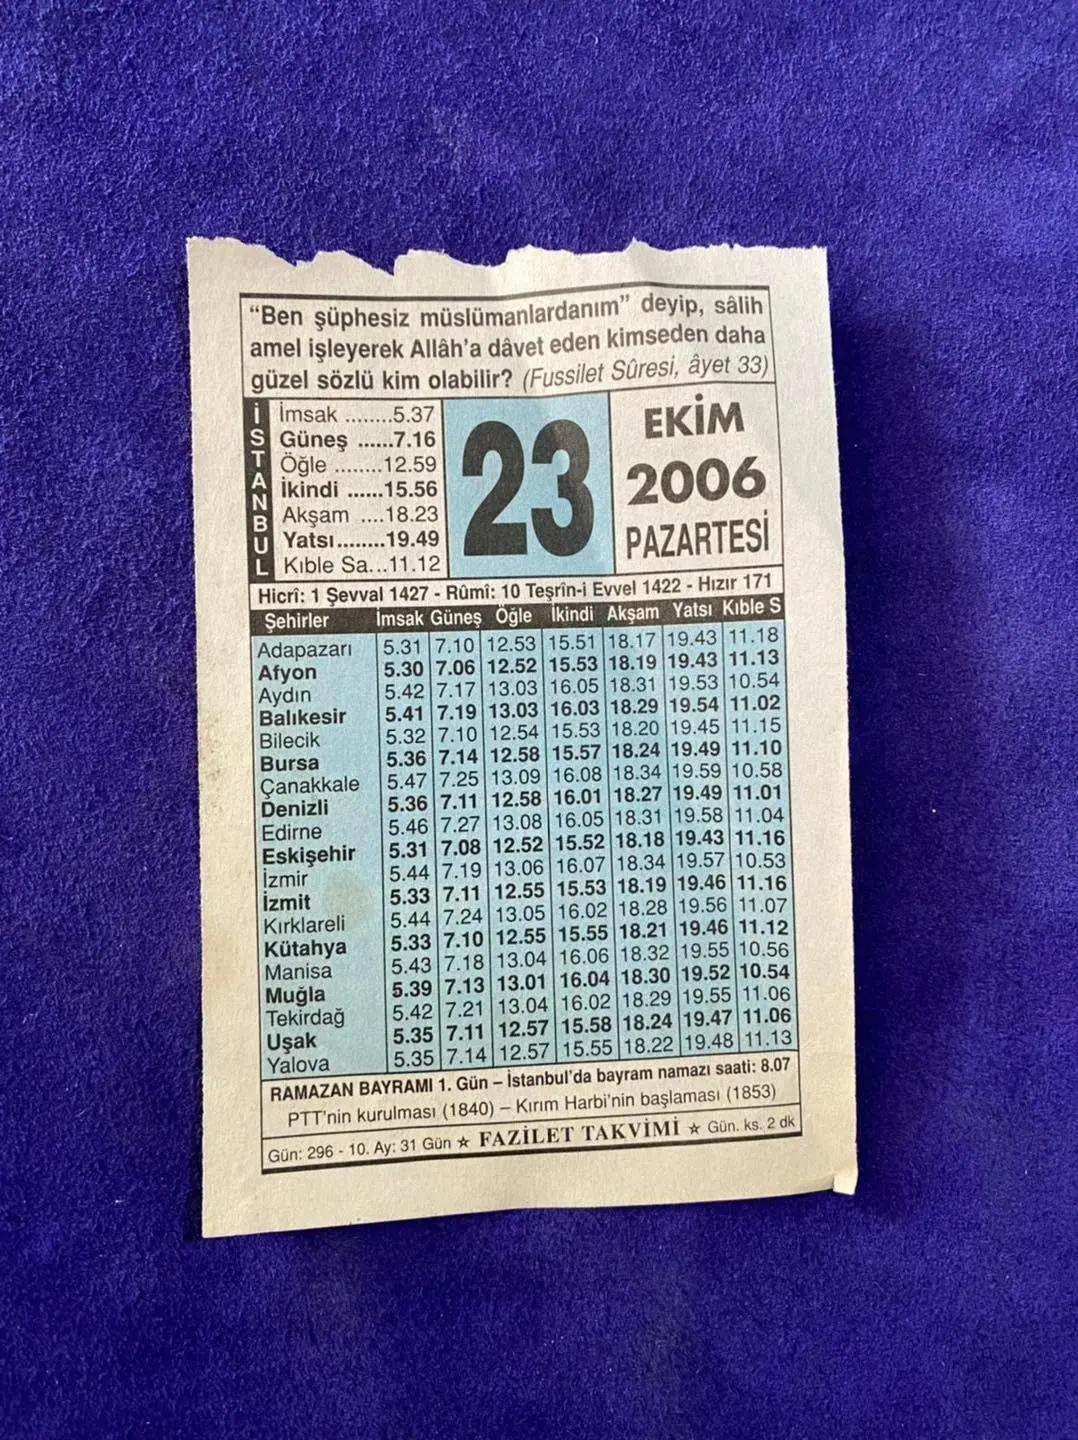 “Ben şüphesiz müslümanlardanım” deyip, sâlih
amel işleyerek Allâh’a dâvet eden kimseden daha
güzel sözlü kim olabilir? (Fussilet Sûresi, âyet 33)
İSTANBUL
İmsak ........5.37
Güneş ......7.16
Öğle ........12.59
İkindi ......15.56
Akşam ....18.23
Yatsı........19.49
Kıble Sa...11.12
23
EKİM
2006
PAZARTESİ
Hicrî: 1 Şevval 1427 - Rûmî: 10 Teşrîn-i Evvel 1422 - Hızır 171
Şehirler İmsak Güneş Öğle İkindi Akşam Yatsı Kıble S
Adapazarı 5.31 7.10 12.53 15.51 18.17 19.43 11.18
Afyon 5.30 7.06 12.52 15.53 18.19 19.43 11.13
Aydın 5.42 7.17 13.03 16.05 18.31 19.53 10.54
Balıkesir 5.41 7.19 13.03 16.03 18.29 19.54 11.02
Bilecik 5.32 7.10 12.54 15.53 18.20 19.45 11.15
Bursa 5.36 7.14 12.58 15.57 18.24 19.49 11.10
Çanakkale 5.47 7.25 13.09 16.08 18.34 19.59 10.58
Denizli 5.36 7.11 12.58 16.01 18.27 19.49 11.01
Edirne 5.46 7.27 13.08 16.05 18.31 19.58 11.04
Eskişehir 5.31 7.08 12.52 15.52 18.18 19.43 11.16
İzmir 5.44 7.19 13.06 16.07 18.34 19.57 10.53
İzmit 5.33 7.11 12.55 15.53 18.19 19.46 11.16
Kırklareli 5.44 7.24 13.05 16.02 18.28 19.56 11.07
Kütahya 5.33 7.10 12.55 15.55 18.21 19.46 11.12
Manisa 5.43 7.18 13.04 16.06 18.32 19.55 10.56
Muğla 5.39 7.13 13.01 16.04 18.30 19.52 10.54
Tekirdağ 5.42 7.21 13.04 16.02 18.29 19.55 11.06
Uşak 5.35 7.11 12.57 15.58 18.24 19.47 11.06
Yalova 5.35 7.14 12.57 15.55 18.22 19.48 11.13
RAMAZAN BAYRAMI 1. Gün – İstanbul’da bayram namazı saati: 8.07
PTT’nin kurulması (1840) – Kırım Harbi’nin başlaması (1853)
Gün: 296 - 10. Ay: 31 Gün ★ FAZİLET TAKVİMİ ★ Gün. ks. 2 dk